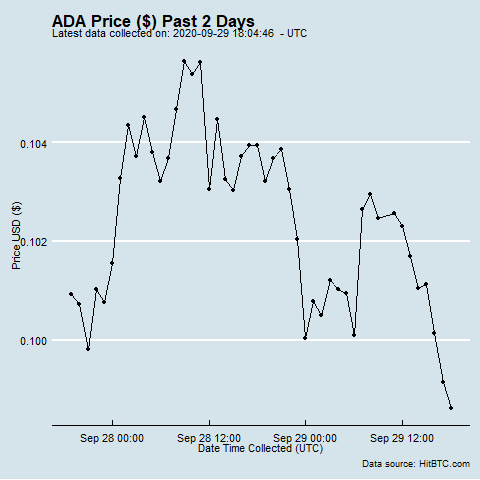 ADA Price ($) Past 2 Days
Latest data collected on: 2020-09-29 18:04:46 - UTC
0.104
0.102
0.100
Price USD ($)
Sep 28 00:00 Sep 28 12:00 Sep 29 00:00 Sep 29 12:00
Date Time Collected (UTC)
Data source: HitBTC.com